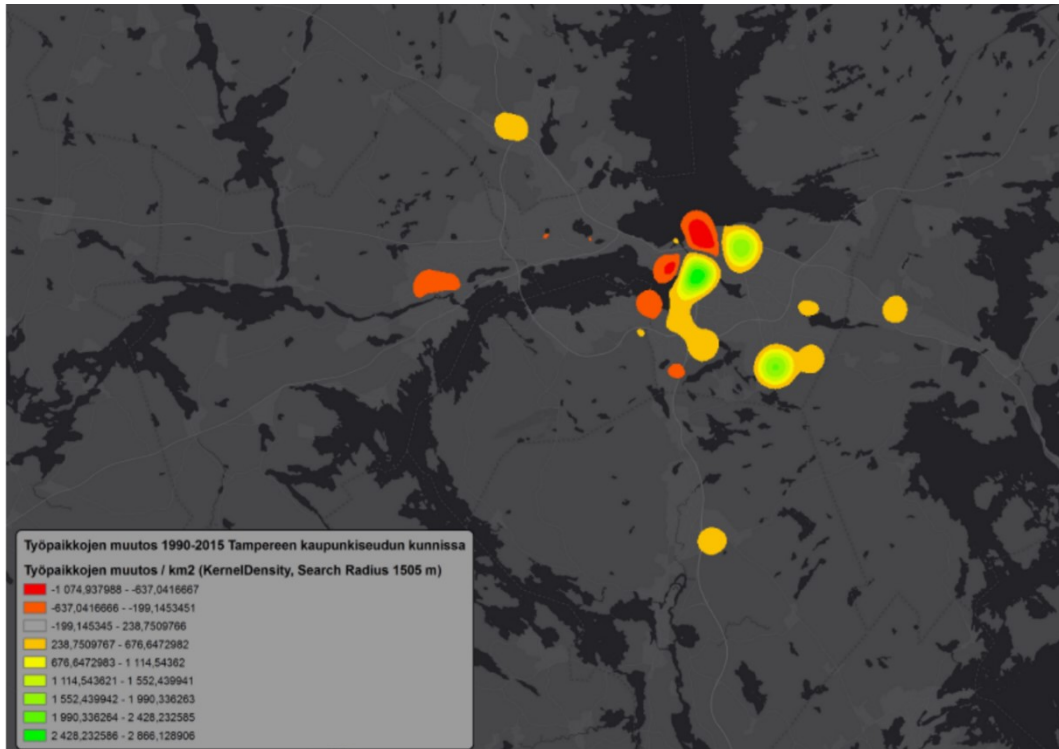 Työpaikkojen muutos 1990-2015 Tampereen kaupunkiseudun kunnissa
Työpaikkojen muutos / km2 (KernelDensity, Search Radius 1505 m)
-1 074,937988 - -637,0416667
-637,0416666 - -199,1453451
-199,145345 - 238,7509766
238,7509767 - 676,6472982
676,6472983 - 1 114,54362
1 114,543621 - 1 552,439941
1 552,439942 - 1 990,336263
1 990,336264 - 2 428,232585
2 428,232586 - 2 866,128906